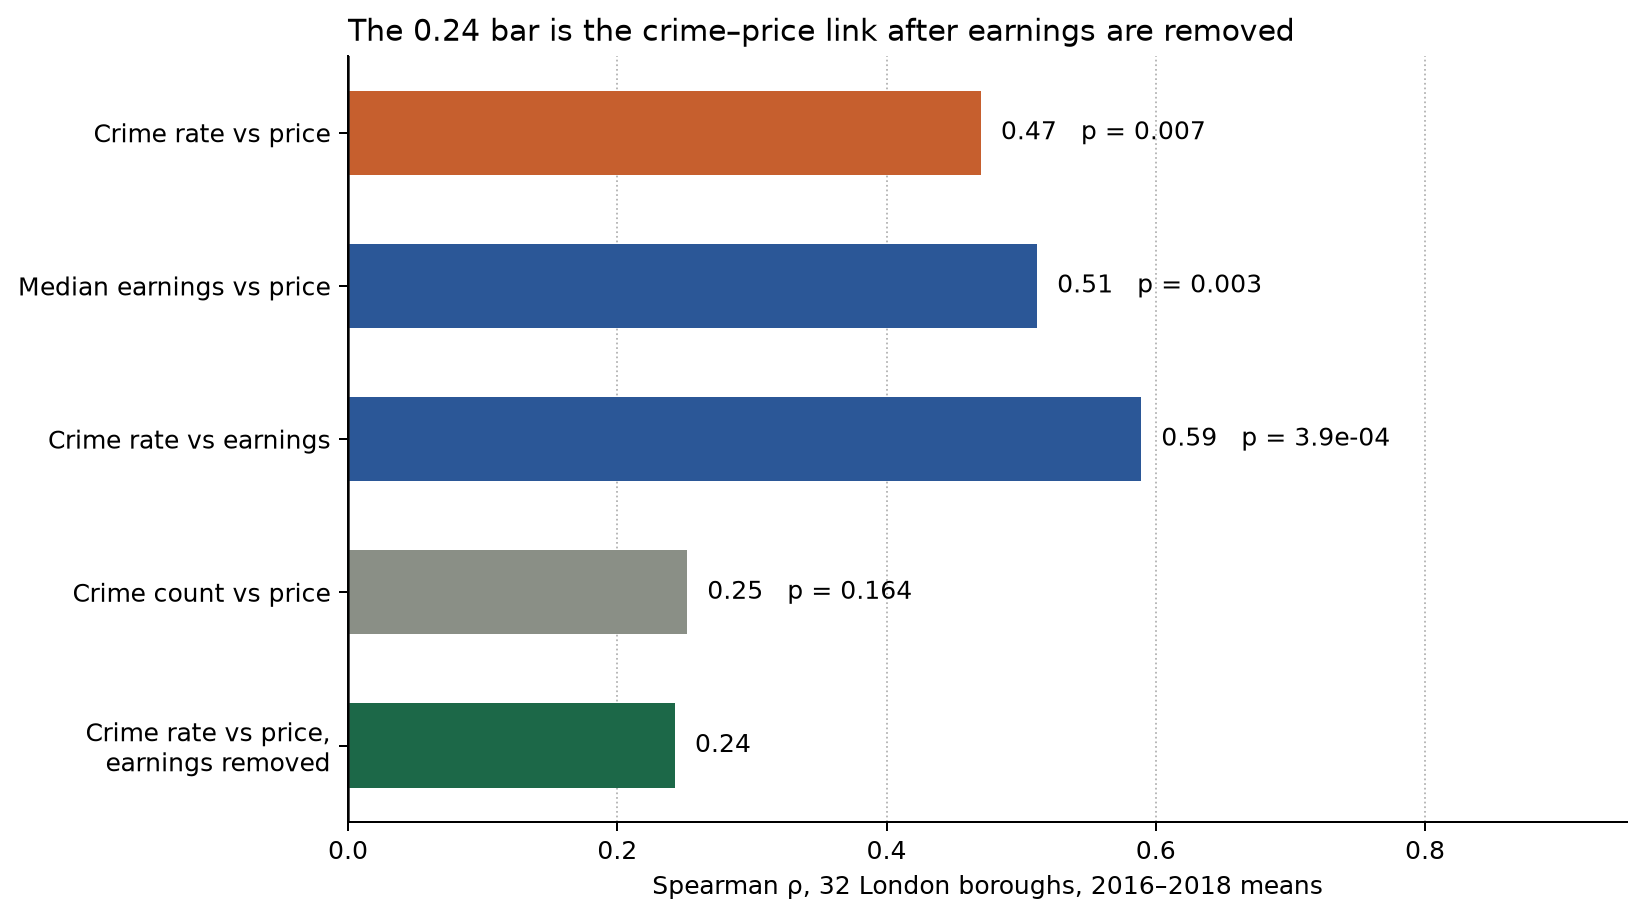 The 0.24 bar is the crime–price link after earnings are removed
Crime rate vs price
0.47   p = 0.007
Median earnings vs price
0.51   p = 0.003
Crime rate vs earnings
0.59   p = 3.9e-04
Crime count vs price
0.25   p = 0.164
Crime rate vs price,
earnings removed
0.24
0.0 0.2 0.4 0.6 0.8
Spearman ρ, 32 London boroughs, 2016–2018 means